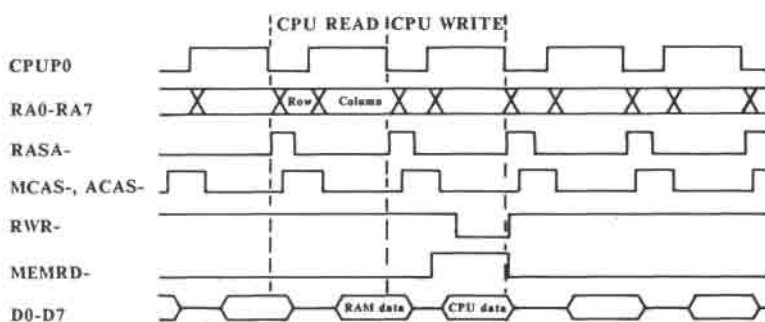 CPU READ CPU WRITE
CPUP0
RA0-RA7 Row Column
RASA-
MCAS-, ACAS-
RWR-
MEMRD-
D0-D7 RAM data CPU data